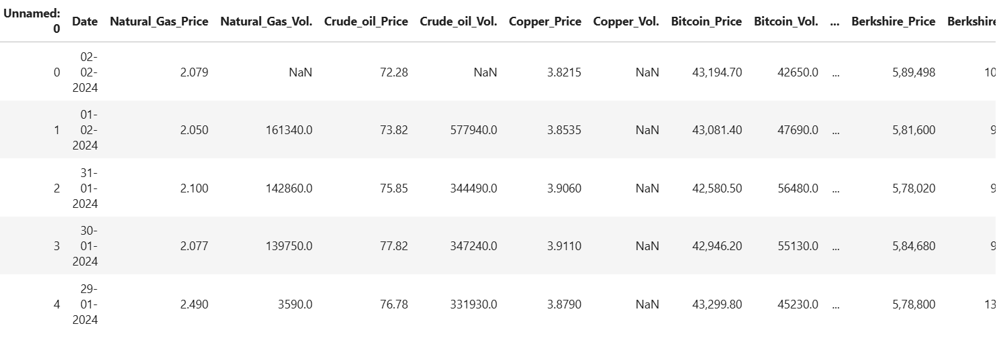 Unnamed: 0 Date Natural_Gas_Price Natural_Gas_Vol. Crude_oil_Price Crude_oil_Vol. Copper_Price Copper_Vol. Bitcoin_Price Bitcoin_Vol. ... Berkshire_Price Berkshire
0 02-02-2024 2.079 NaN 72.28 NaN 3.8215 NaN 43,194.70 42650.0 ... 5,89,498 10
1 01-02-2024 2.050 161340.0 73.82 577940.0 3.8535 NaN 43,081.40 47690.0 ... 5,81,600 9
2 31-01-2024 2.100 142860.0 75.85 344490.0 3.9060 NaN 42,580.50 56480.0 ... 5,78,020 9
3 30-01-2024 2.077 139750.0 77.82 347240.0 3.9110 NaN 42,946.20 55130.0 ... 5,84,680 9
4 29-01-2024 2.490 3590.0 76.78 331930.0 3.8790 NaN 43,299.80 45230.0 ... 5,78,800 13